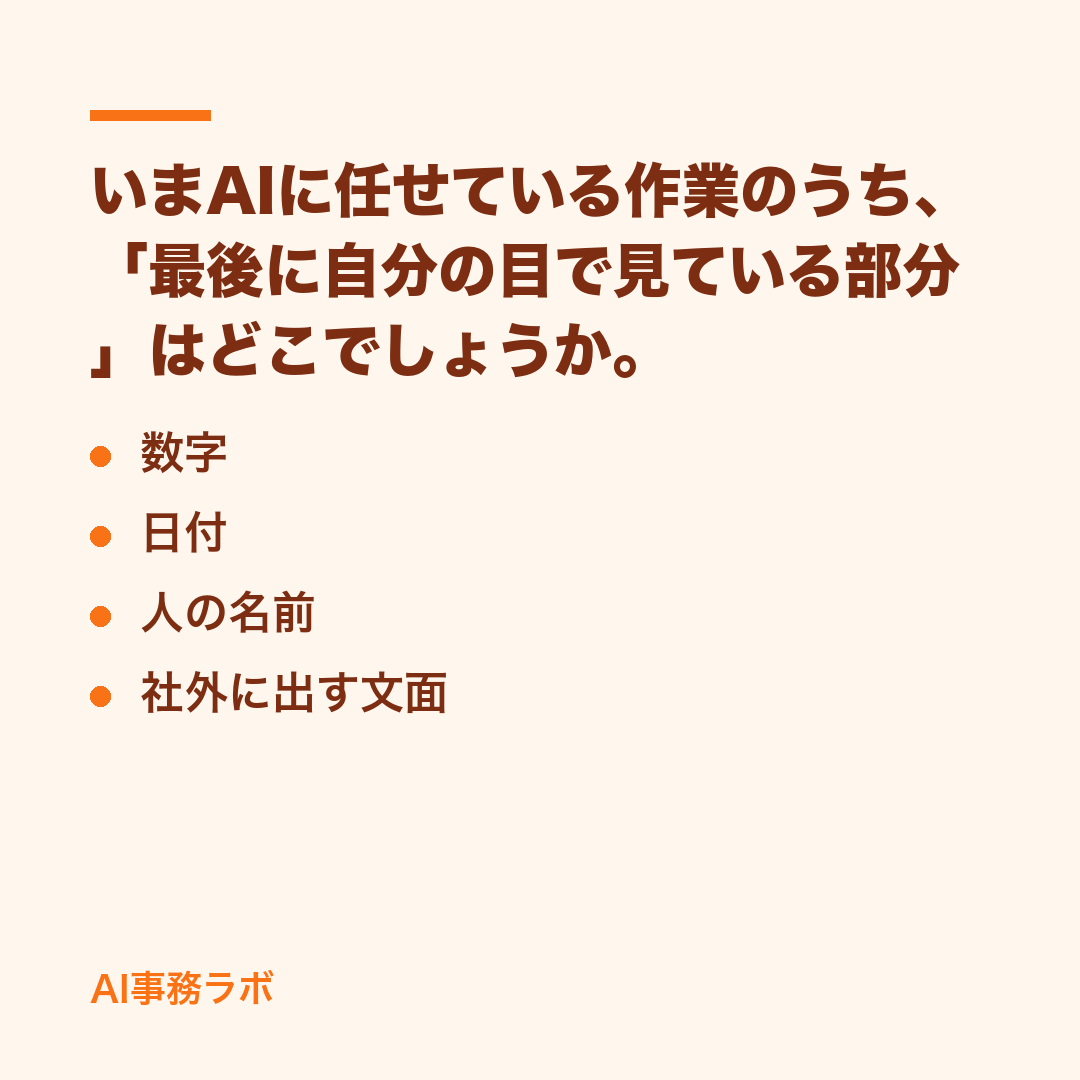 いまAIに任せている作業のうち、
「最後に自分の目で見ている部分
」はどこでしょうか。
数字
日付
人の名前
社外に出す文面
AI事務ラボ